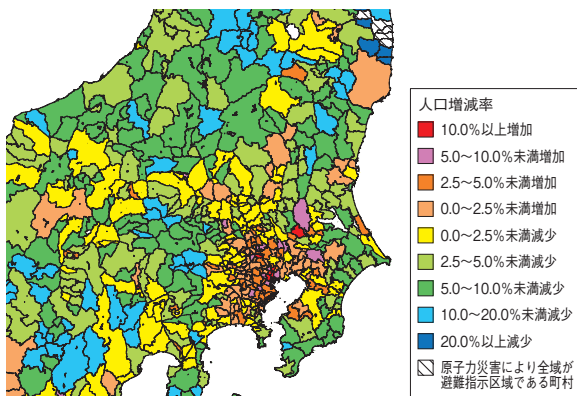 人口増減率
10.0%以上増加
5.0～10.0%未満増加
2.5～5.0%未満増加
0.0～2.5%未満増加
0.0～2.5%未満減少
2.5～5.0%未満減少
5.0～10.0%未満減少
10.0～20.0%未満減少
20.0%以上減少
原子力災害により全域が
避難指示区域である町村